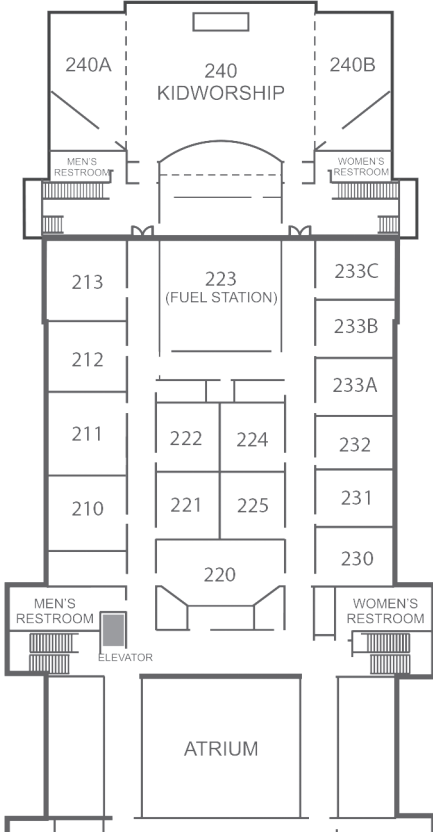 240A
240
KIDWORSHIP
240B
MEN'S
RESTROOM
WOMEN'S
RESTROOM
213
223
(FUEL STATION)
233C
212
233B
233A
211
222
224
232
210
221
225
231
220
230
MEN'S
RESTROOM
ELEVATOR
WOMEN'S
RESTROOM
ATRIUM